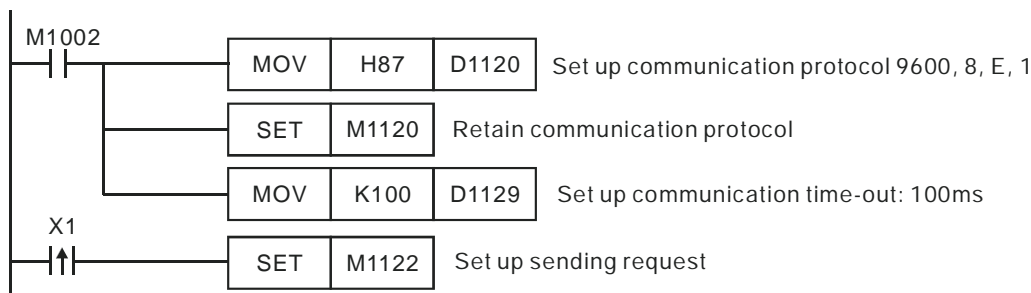 M1002
MOV H87 D1120 Set up communication protocol 9600, 8, E, 1
SET M1120 Retain communication protocol
MOV K100 D1129 Set up communication time-out: 100ms
X1
SET M1122 Set up sending request